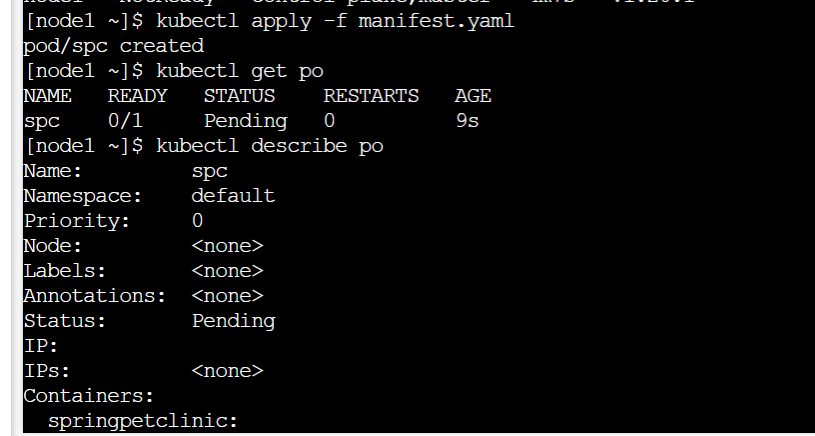 [node1 ~]$ kubectl apply -f manifest.yaml
pod/spc created
[node1 ~]$ kubectl get po
NAME   READY   STATUS    RESTARTS   AGE
spc    0/1     Pending   0          9s
[node1 ~]$ kubectl describe po
Name:         spc
Namespace:    default
Priority:     0
Node:         <none>
Labels:       <none>
Annotations:  <none>
Status:       Pending
IP:
IPs:          <none>
Containers:
  springpetclinic: